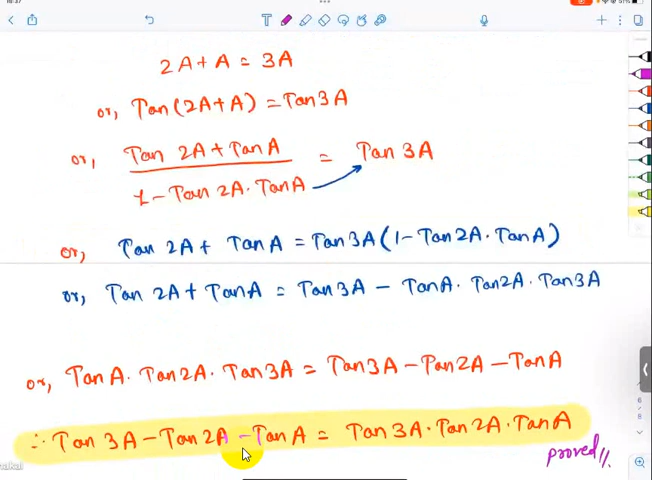 2A+A = 3A
or, Tan (2A+A) = Tan 3A
or, Tan 2A + Tan A / 1 - Tan 2A. Tan A = Tan 3A
or, Tan 2A + Tan A = Tan 3A (1 - Tan 2A. Tan A)
or, Tan 2A + Tan A = Tan 3A - Tan A. Tan 2A. Tan 3A
or, Tan A. Tan 2A. Tan 3A = Tan 3A - Tan 2A - Tan A
∴ Tan 3A - Tan 2A - Tan A = Tan 3A. Tan 2A. Tan A
proved //.